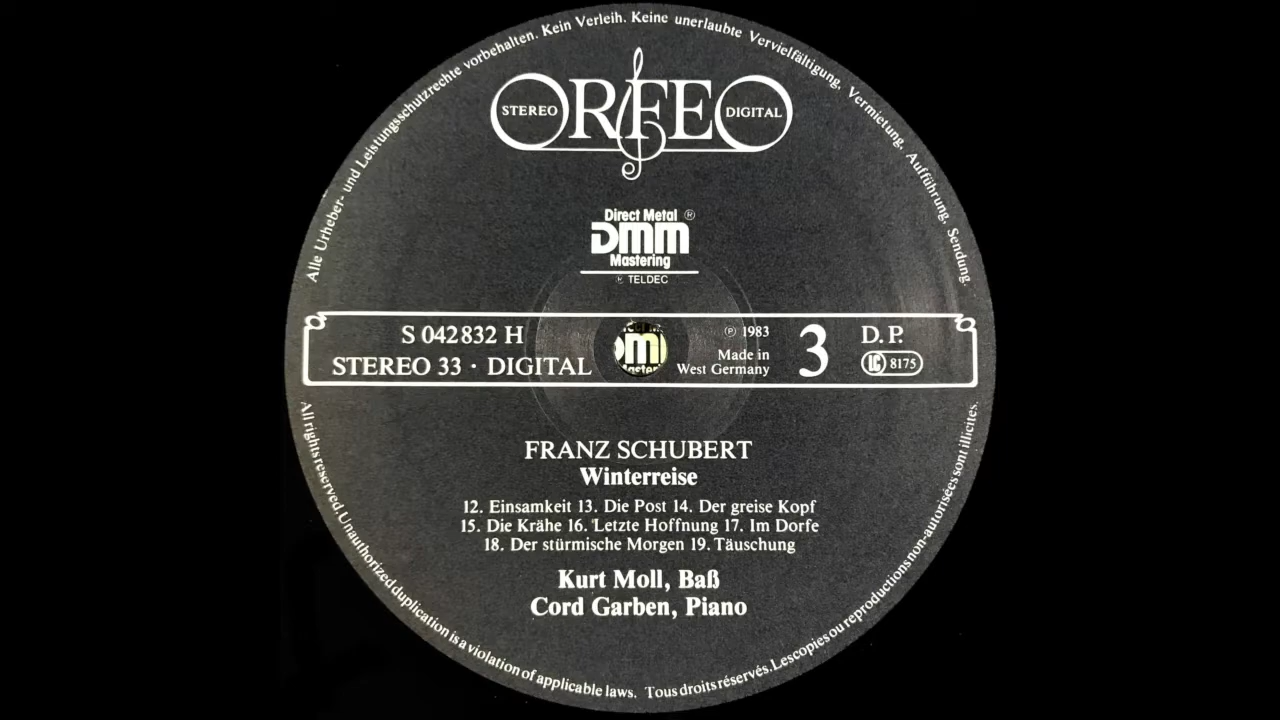 Alle Urheber- und Leistungsschutzrechte vorbehalten. Kein Verleih. Keine unerlaubte Vervielfältigung, Vermietung, Aufführung, Sendung.
STEREO ORFEO DIGITAL
Direct Metal ®
DMM
Mastering
℗ TELDEC
S 042832 H
STEREO 33 · DIGITAL
℗ 1983
Made in
West Germany
3
D.P.
LC 8175
FRANZ SCHUBERT
Winterreise
12. Einsamkeit 13. Die Post 14. Der greise Kopf
15. Die Krähe 16. Letzte Hoffnung 17. Im Dorfe
18. Der stürmische Morgen 19. Täuschung
Kurt Moll, Baß
Cord Garben, Piano
All rights reserved. Unauthorized duplication is a violation of applicable laws. Tous droits réservés. Les copies ou reproductions non-autorisées sont illicites.